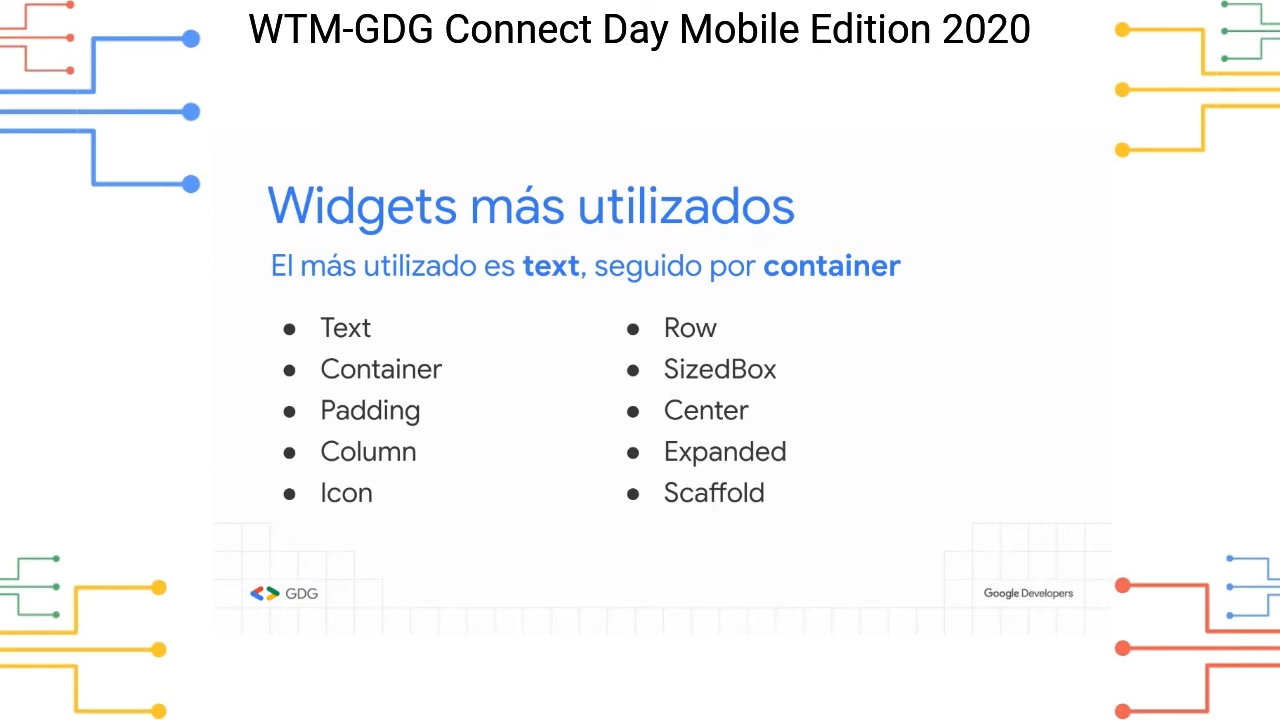 WTM-GDG Connect Day Mobile Edition 2020
Widgets más utilizados
El más utilizado es text, seguido por container
● Text
● Container
● Padding
● Column
● Icon
● Row
● SizedBox
● Center
● Expanded
● Scaffold
GDG
Google Developers